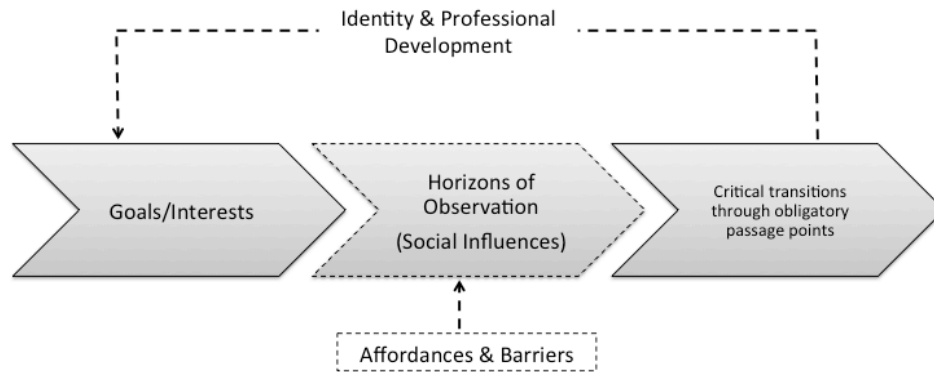 Identity & Professional
Development
Goals/Interests
Horizons of
Observation
(Social Influences)
Critical transitions
through obligatory
passage points
Affordances & Barriers